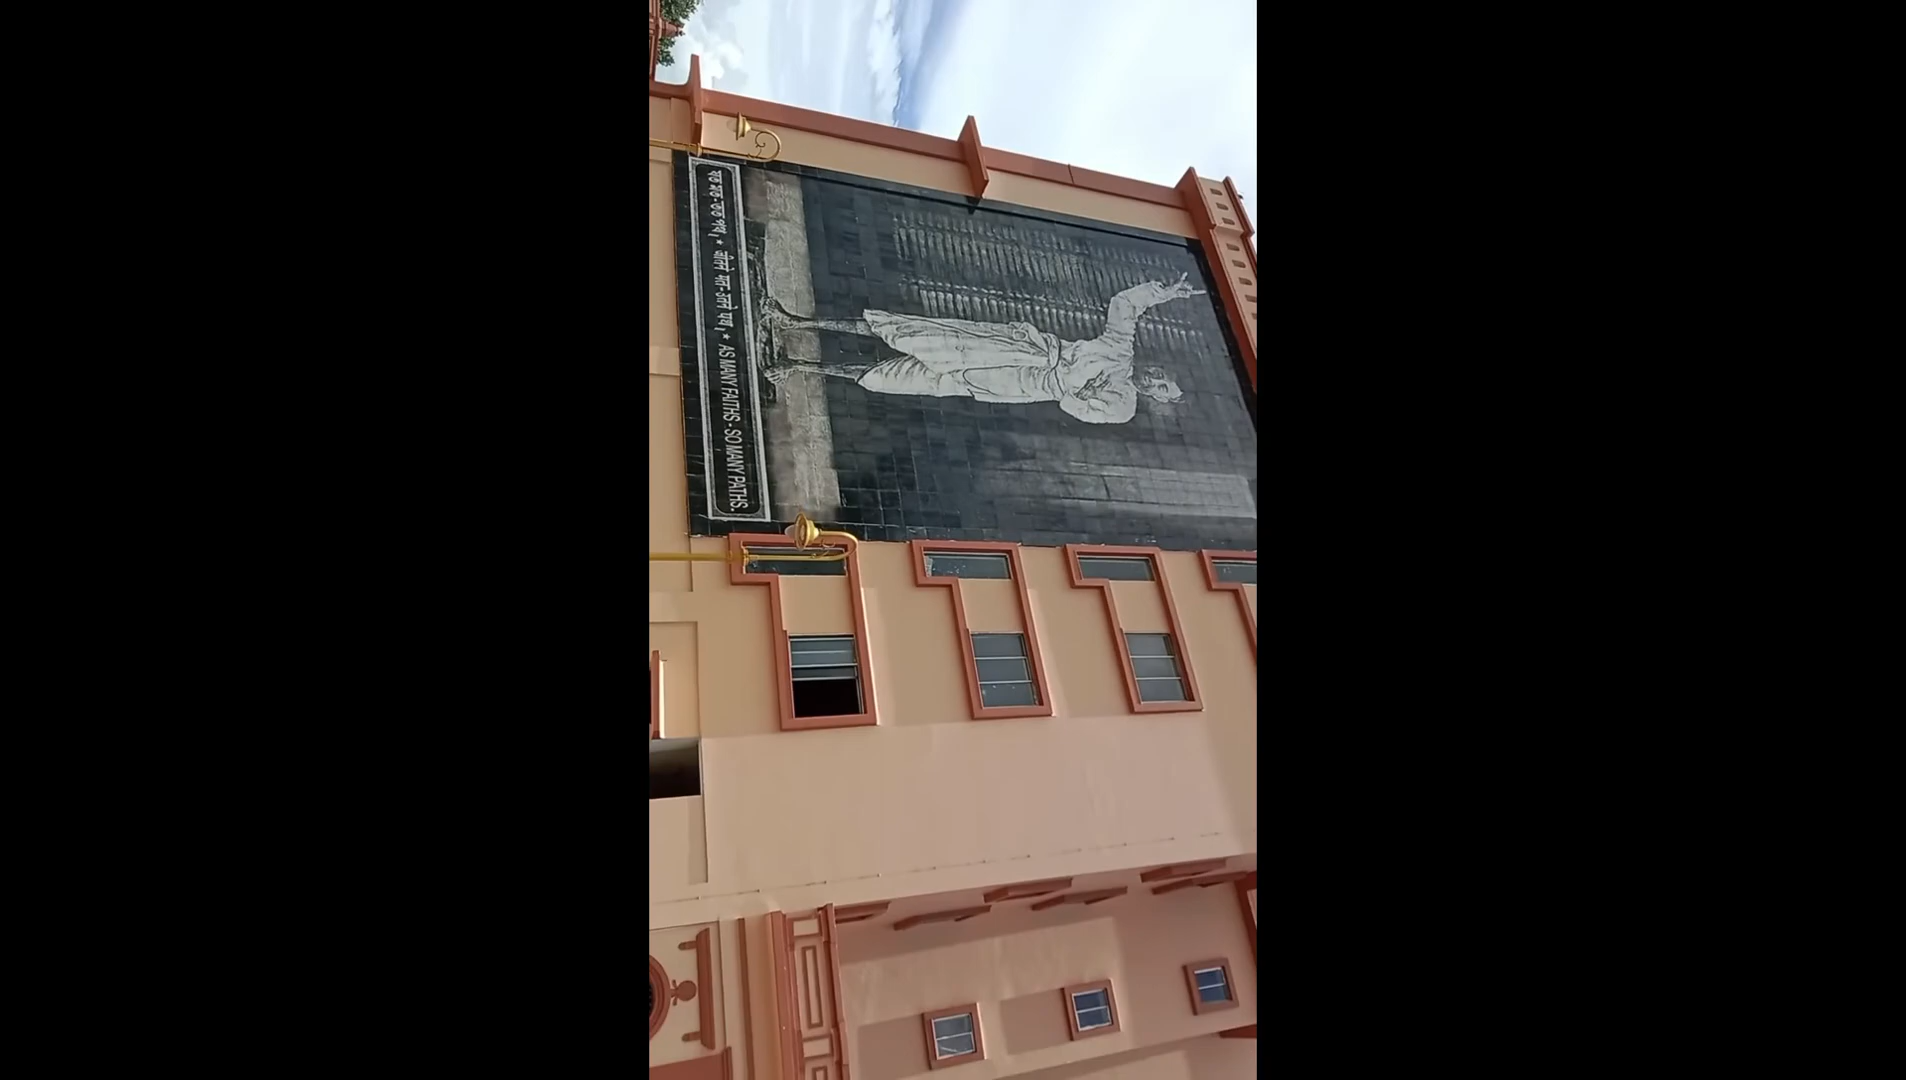 যত মত-তত পথ, * जितने मत-उतने पथ, * AS MANY FAITHS - SO MANY PATHS.